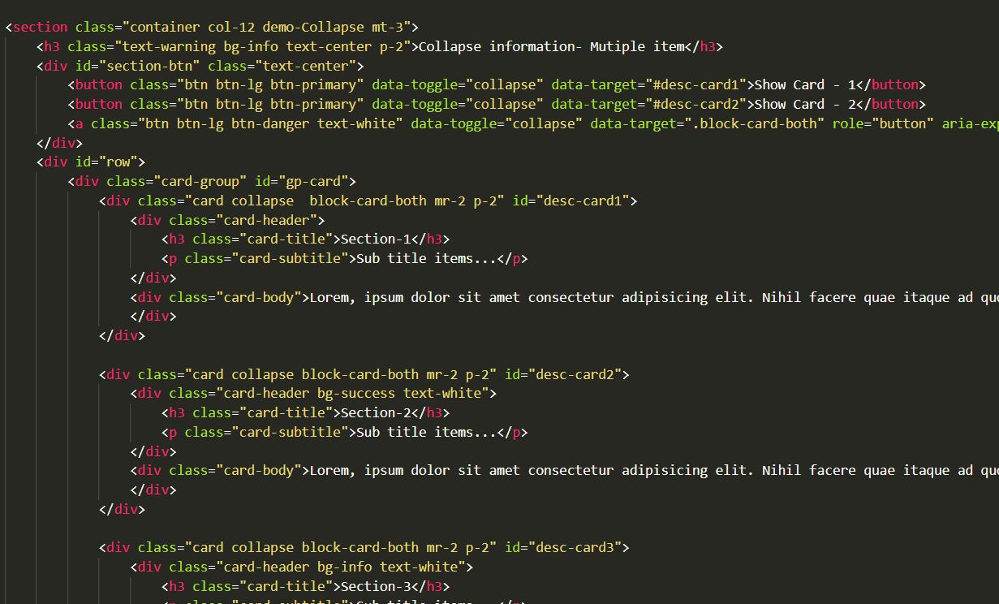 <section class="container col-12 demo-Collapse mt-3">
<h3 class="text-warning bg-info text-center p-2">Collapse information- Mutiple item</h3>
<div id="section-btn" class="text-center">
<button class="btn btn-lg btn-primary" data-toggle="collapse" data-target="#desc-card1">Show Card - 1</button>
<button class="btn btn-lg btn-primary" data-toggle="collapse" data-target="#desc-card2">Show Card - 2</button>
<a class="btn btn-lg btn-danger text-white" data-toggle="collapse" data-target=".block-card-both" role="button" aria-exp
</div>
<div id="row">
<div class="card-group" id="gp-card">
<div class="card collapse  block-card-both mr-2 p-2" id="desc-card1">
<div class="card-header">
<h3 class="card-title">Section-1</h3>
<p class="card-subtitle">Sub title items...</p>
</div>
<div class="card-body">Lorem, ipsum dolor sit amet consectetur adipisicing elit. Nihil facere quae itaque ad quo
</div>
</div>
<div class="card collapse block-card-both mr-2 p-2" id="desc-card2">
<div class="card-header bg-success text-white">
<h3 class="card-title">Section-2</h3>
<p class="card-subtitle">Sub title items...</p>
</div>
<div class="card-body">Lorem, ipsum dolor sit amet consectetur adipisicing elit. Nihil facere quae itaque ad quo
</div>
</div>
<div class="card collapse block-card-both mr-2 p-2" id="desc-card3">
<div class="card-header bg-info text-white">
<h3 class="card-title">Section-3</h3>